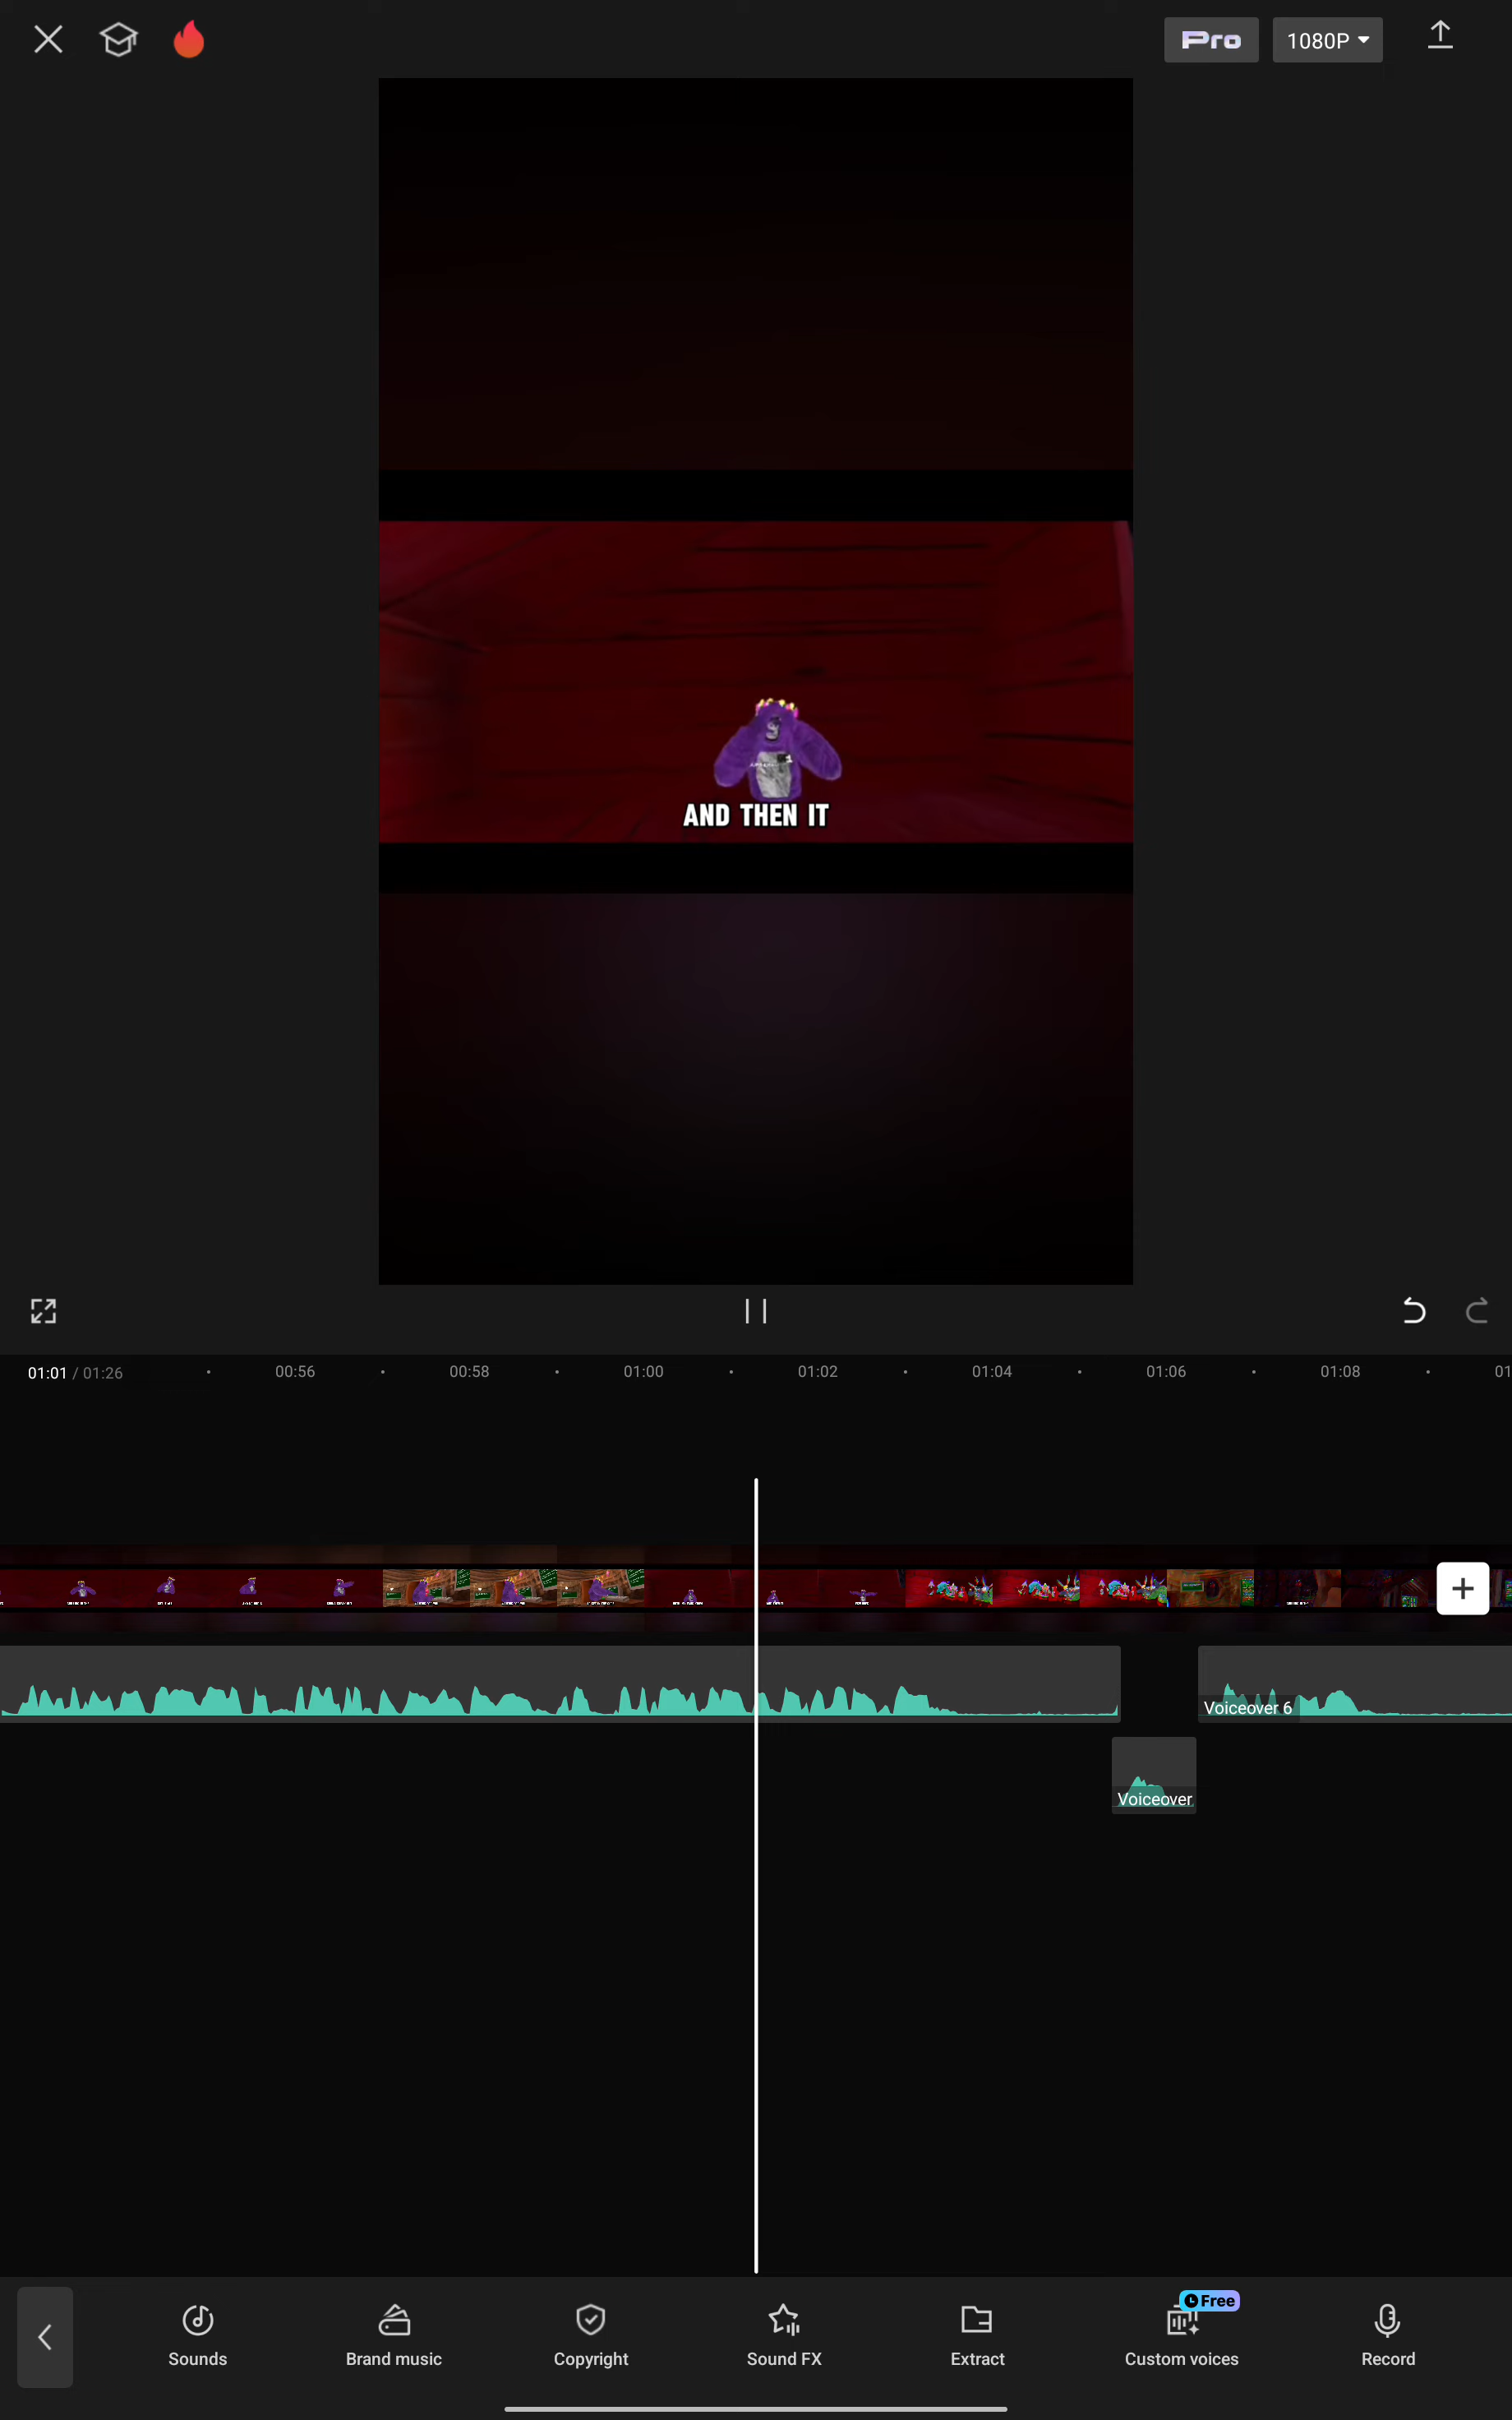 Pro
1080P
AND THEN IT
01:01 / 01:26
00:56
00:58
01:00
01:02
01:04
01:06
01:08
01
Voiceover 6
Voiceover
Free
Sounds
Brand music
Copyright
Sound FX
Extract
Custom voices
Record